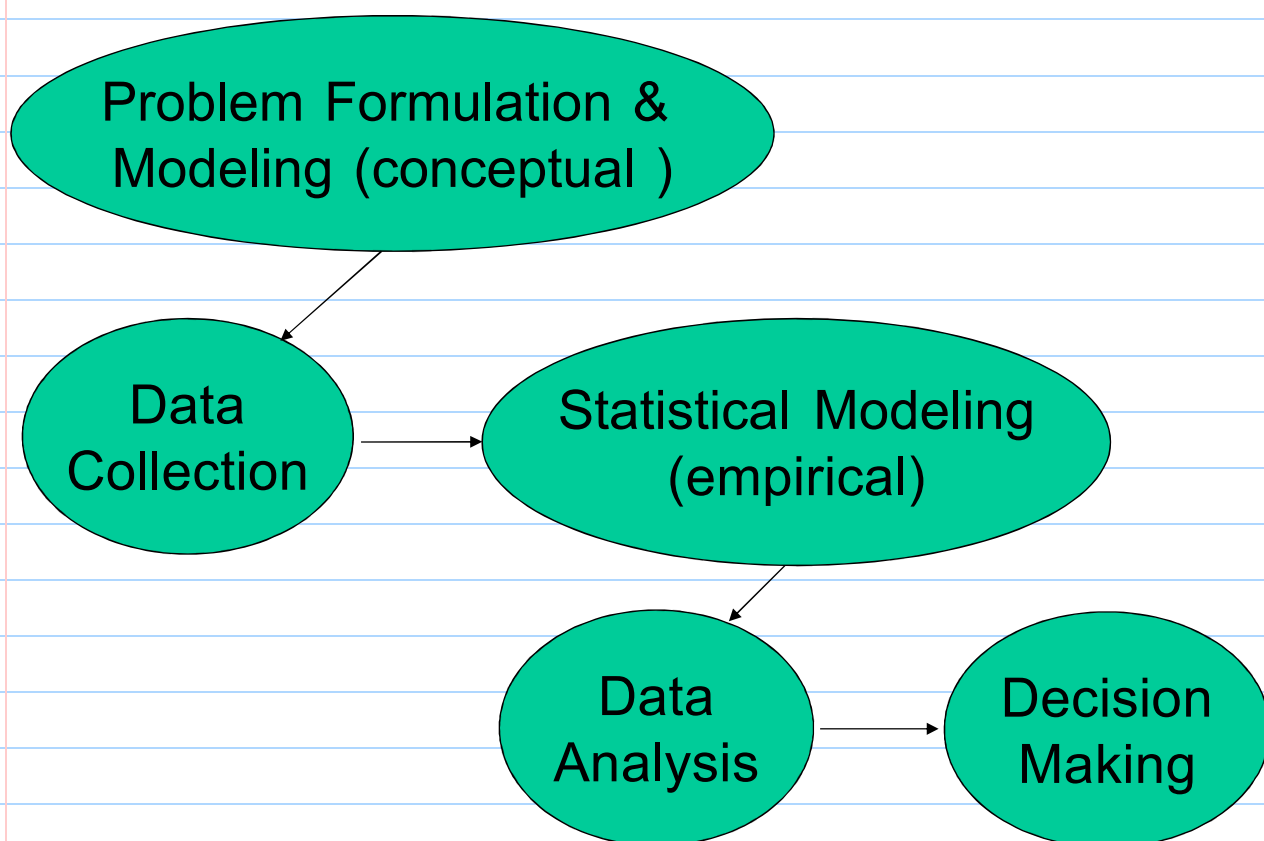 Problem Formulation &
Modeling (conceptual )
Data
Collection
Statistical Modeling
(empirical)
Data
Analysis
Decision
Making